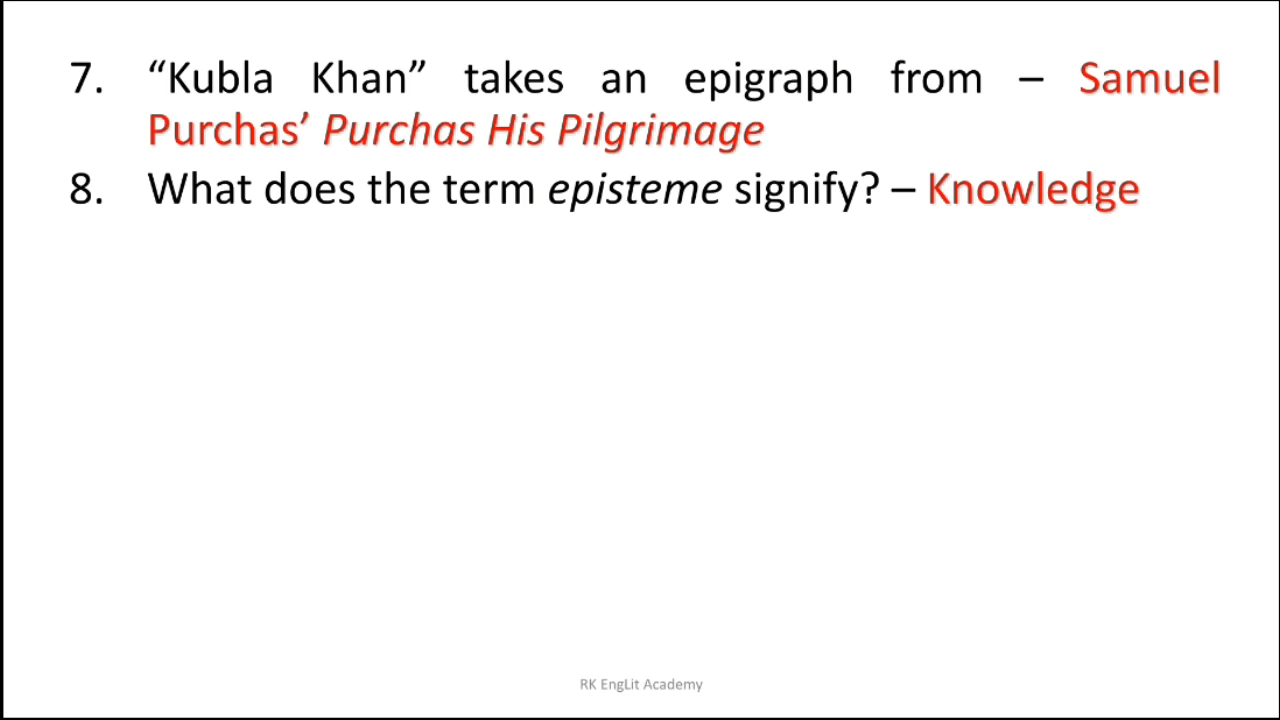 7. “Kubla Khan” takes an epigraph from – Samuel
Purchas’ Purchas His Pilgrimage
8. What does the term episteme signify? – Knowledge
RK EngLit Academy